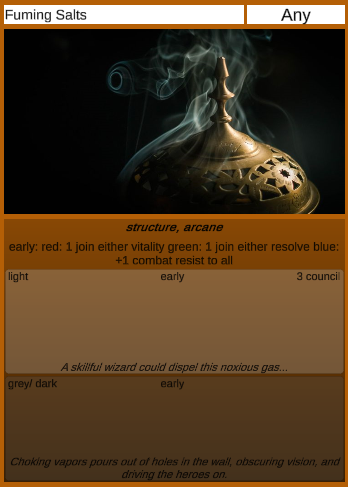 Fuming Salts
Any
structure, arcane
early: red: 1 join either vitality green: 1 join either resolve blue:
+1 combat resist to all
light early 3 council
A skillful wizard could dispel this noxious gas...
grey/ dark early
Choking vapors pours out of holes in the wall, obscuring vision, and
driving the heroes on.